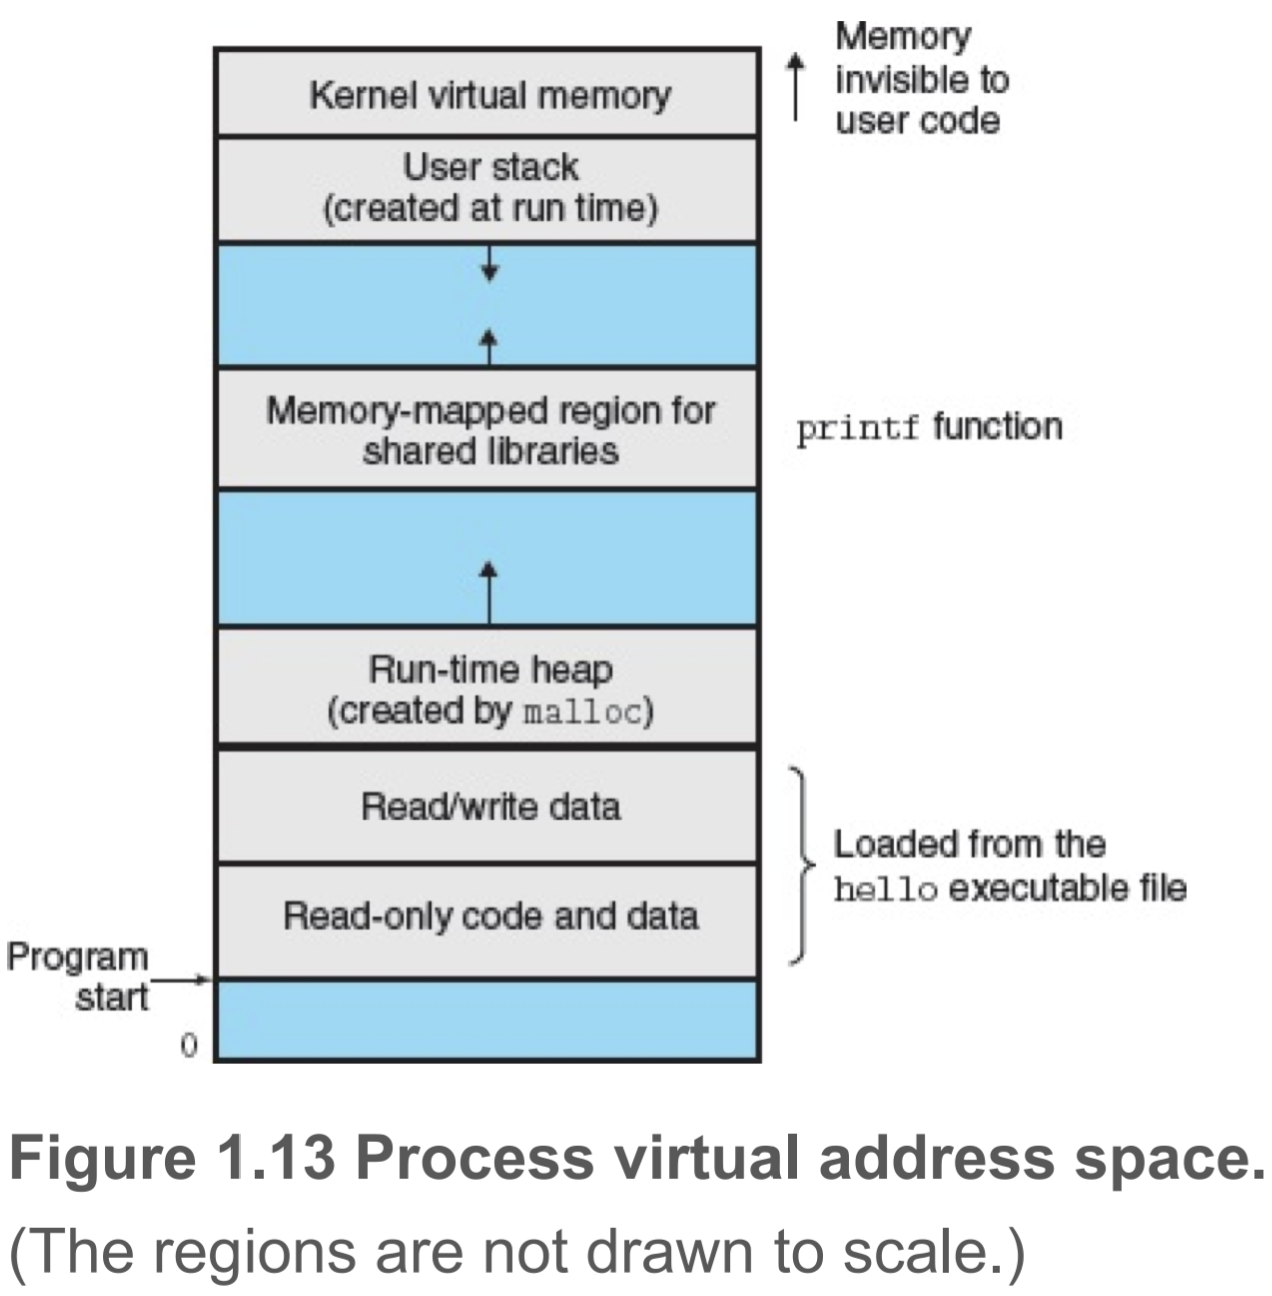 Memory
invisible to
user code
Kernel virtual memory
User stack
(created at run time)
Memory-mapped region for
shared libraries
printf function
Run-time heap
(created by malloc)
Read/write data
Loaded from the
hello executable file
Read-only code and data
Program
start
0
Figure 1.13 Process virtual address space.
(The regions are not drawn to scale.)